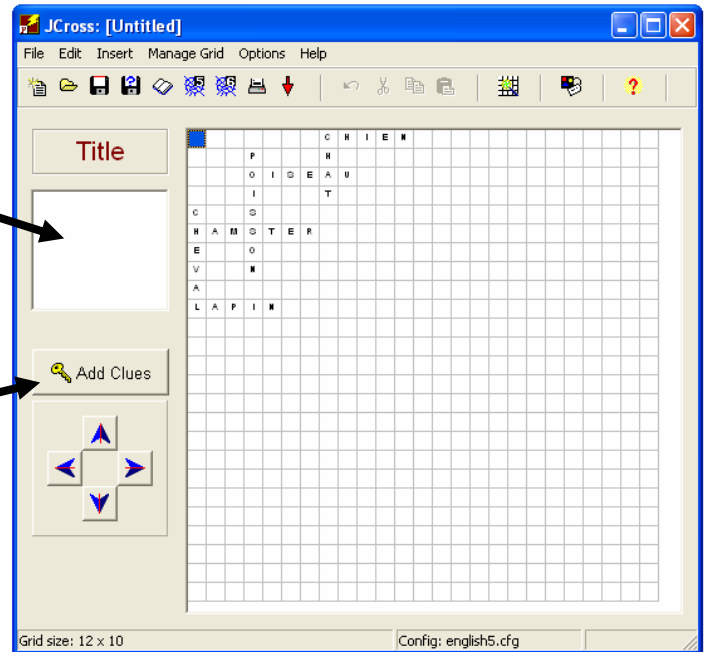 JCross: [Untitled]
File Edit Insert Manage Grid Options Help
Title
C H I E N
P H
O I S E A U
I T
C S
H A M S T E R
E O
V N
A
L A P I N
Add Clues
Grid size: 12 x 10 Config: english5.cfg